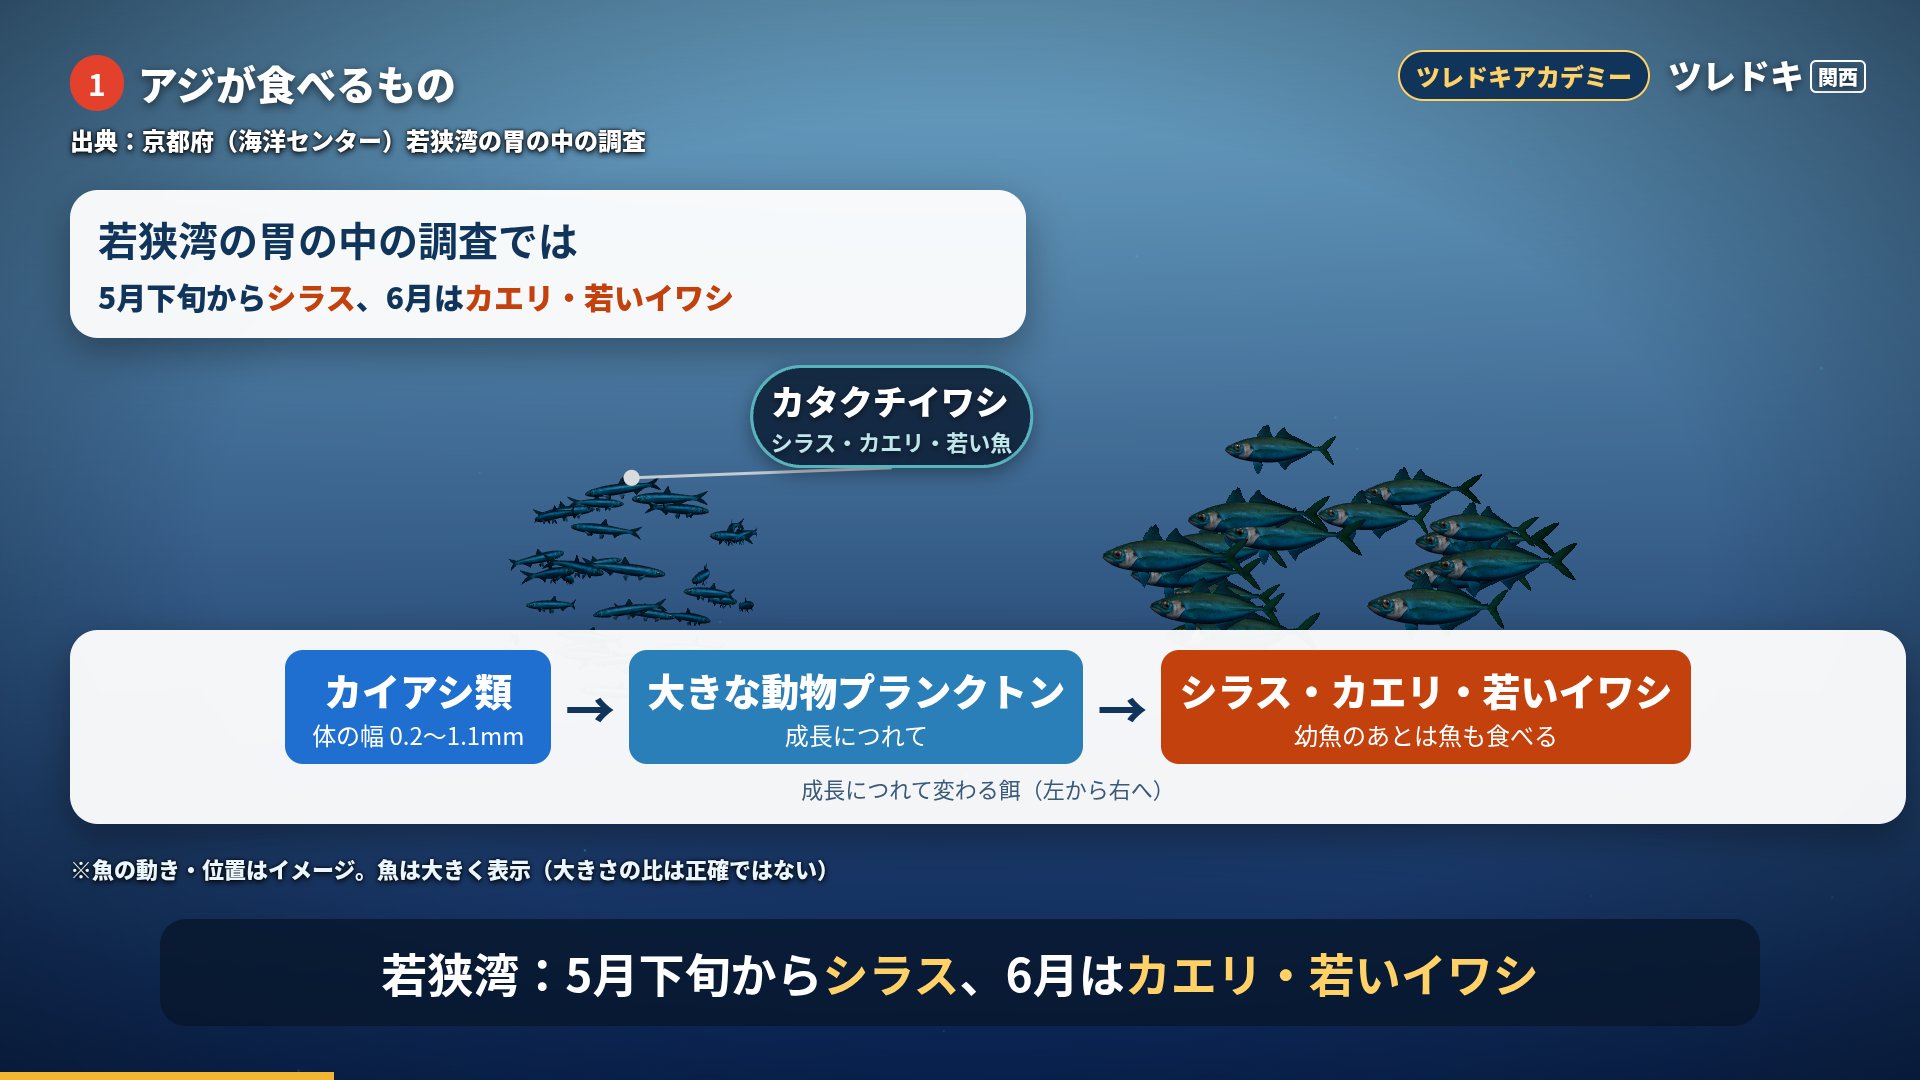 1 アジが食べるもの
ツレドキアカデミー ツレドキ 関西
出典：京都府（海洋センター）若狭湾の胃の中の調査
若狭湾の胃の中の調査では
5月下旬からシラス、6月はカエリ・若いイワシ
カタクチイワシ
シラス・カエリ・若い魚
カイアシ類
体の幅 0.2〜1.1mm
→
大きな動物プランクトン
成長につれて
→
シラス・カエリ・若いイワシ
幼魚のあとは魚も食べる
成長につれて変わる餌（左から右へ）
※魚の動き・位置はイメージ。魚は大きく表示（大きさの比は正確ではない）
若狭湾：5月下旬からシラス、6月はカエリ・若いイワシ